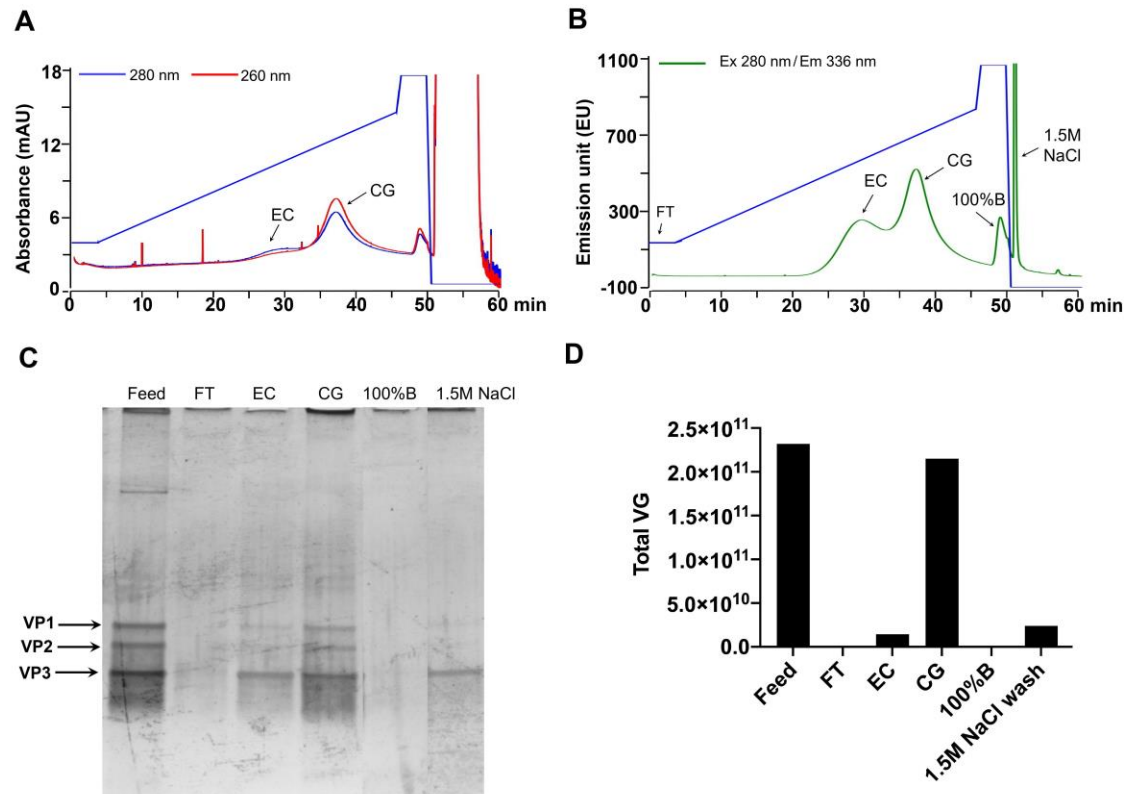 A
280 nm
260 nm
Absorbance (mAU)
18
12
6
0
EC
CG
10
20
30
40
50
60 min
B
Ex 280 nm/Em 336 nm
Emission unit (EU)
1100
700
300
-100
FT
EC
CG
100%B
1.5M
NaCl
0
10
20
30
40
50
60 min
C
Feed FT EC CG 100%B 1.5M NaCl
VP1
VP2
VP3
D
Total VG
2.5×10¹¹
2.0×10¹¹
1.5×10¹¹
1.0×10¹¹
5.0×10¹⁰
0.0
Feed
FT
EC
CG
100%B
1.5M NaCl wash